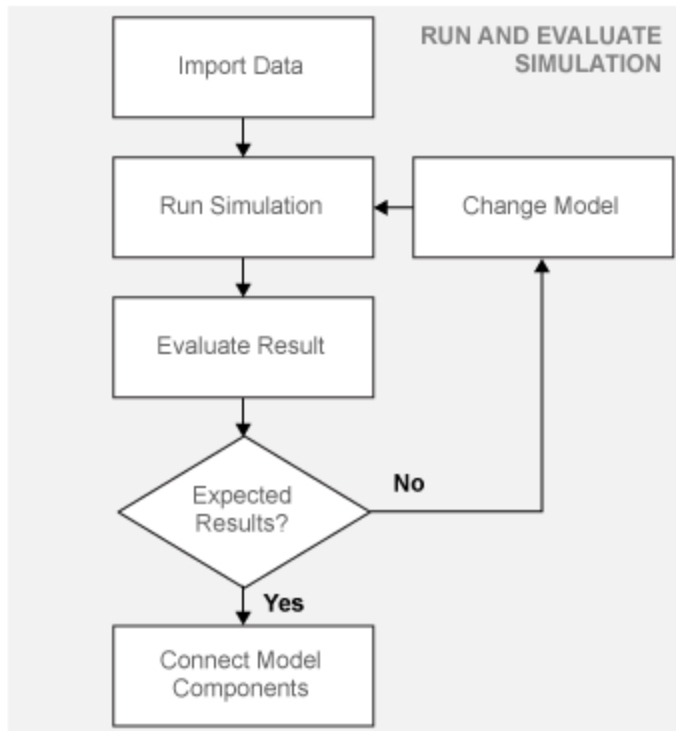 RUN AND EVALUATE
SIMULATION
Import Data
Run Simulation
Change Model
Evaluate Result
Expected
Results?
No
Yes
Connect Model
Components